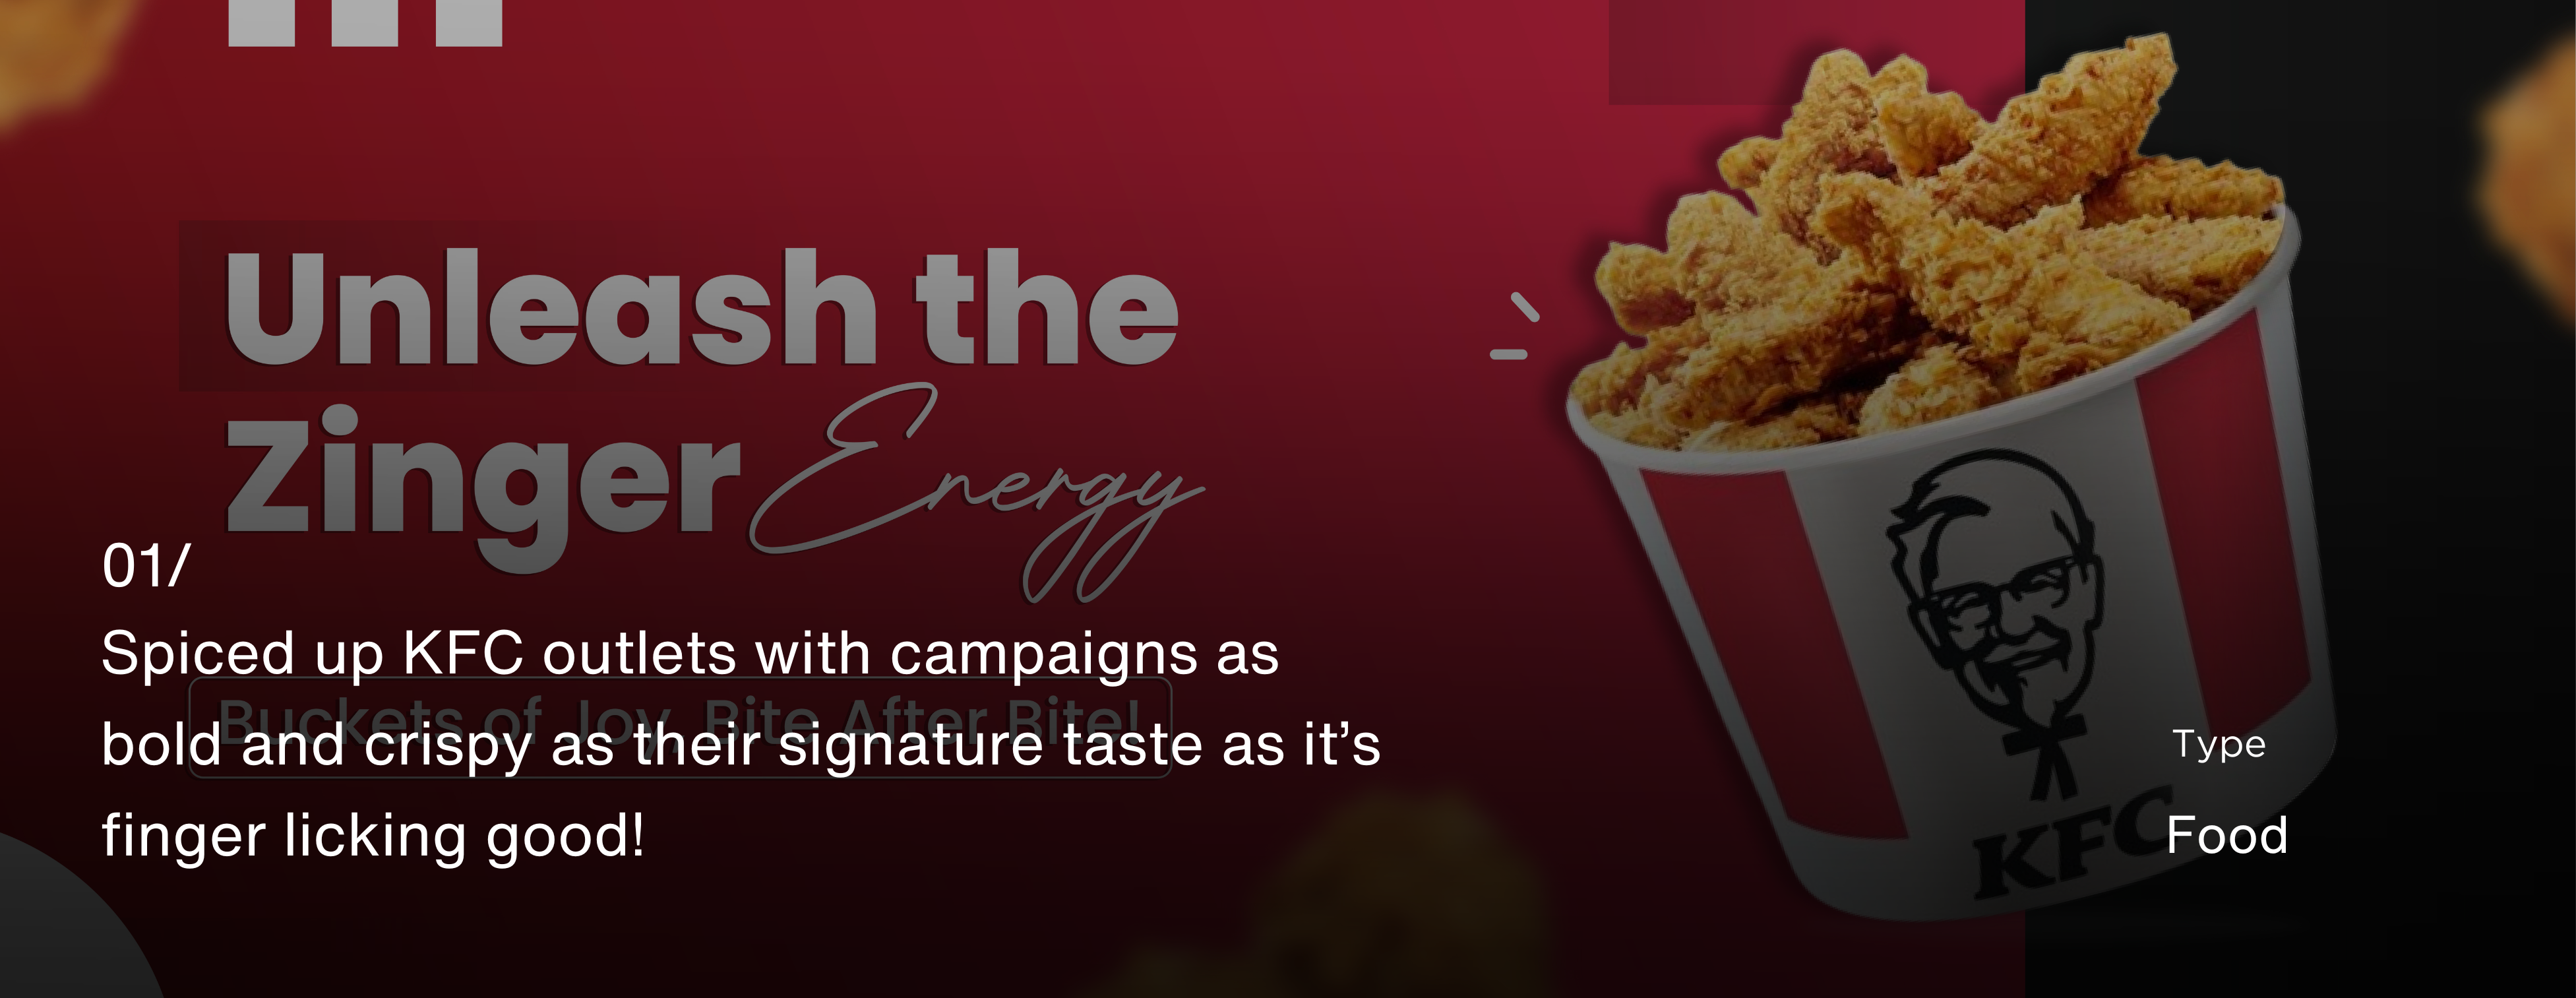 Unleash the
Zinger Energy
01/
Spiced up KFC outlets with campaigns as
Buckets of Joy, Bite After Bite!
bold and crispy as their signature taste as it’s
finger licking good!
KFC
Type
Food